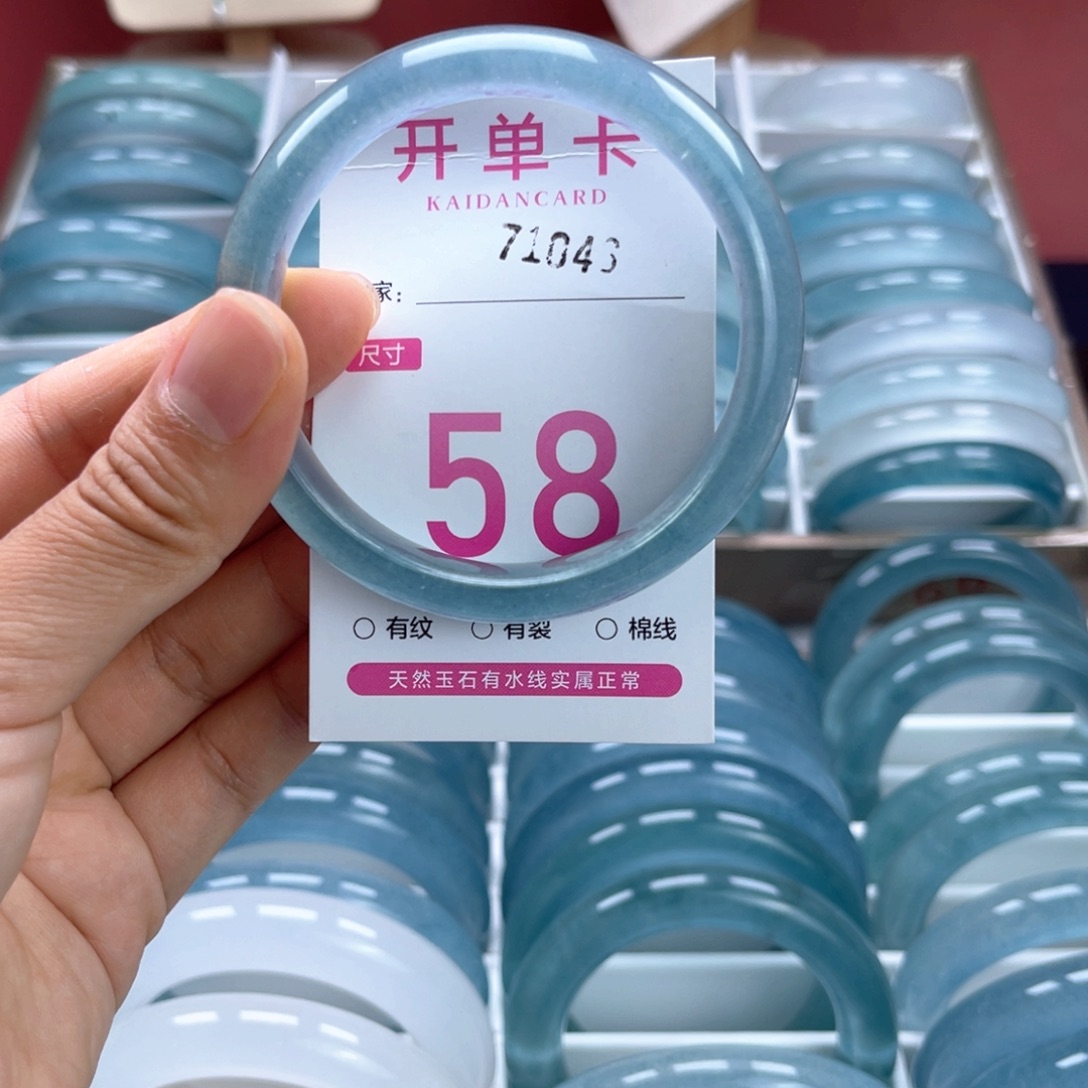 开单卡
KAIDANCARD
71043
家：
尺寸
58
○ 有纹 ○ 有裂 ○ 棉线
天然玉石有水线实属正常